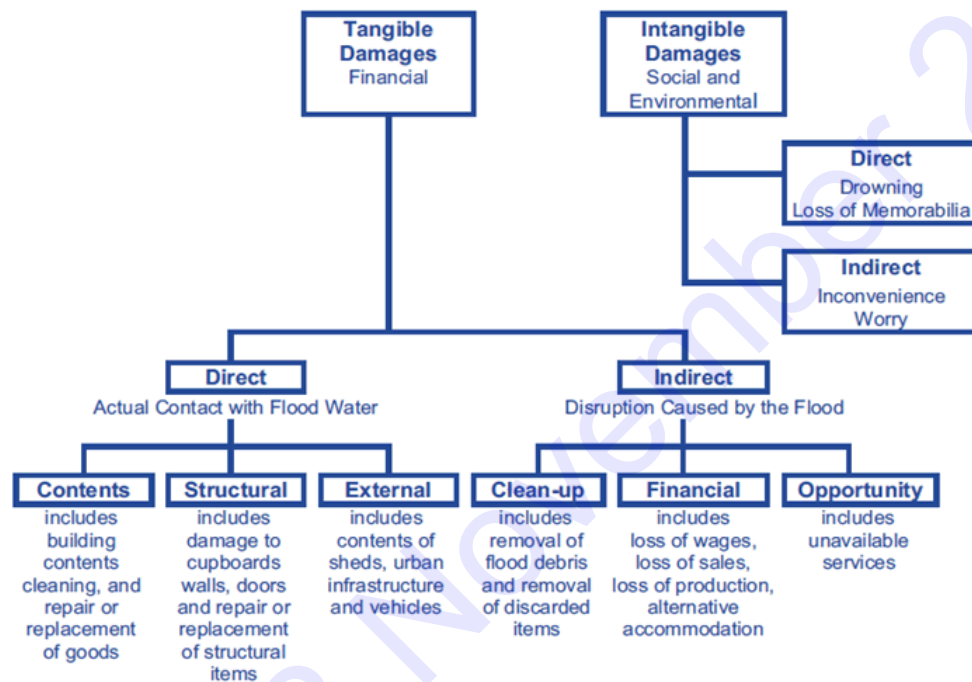 Tangible
Damages
Financial
Intangible
Damages
Social and
Environmental
Direct
Drowning
Loss of Memorabilia
Indirect
Inconvenience
Worry
Direct
Actual Contact with Flood Water
Indirect
Disruption Caused by the Flood
Contents
includes
building
contents
cleaning, and
repair or
replacement
of goods
Structural
includes
damage to
cupboards
walls, doors
and repair or
replacement
of structural
items
External
includes
contents of
sheds, urban
infrastructure
and vehicles
Clean-up
includes
removal of
flood debris
and removal
of discarded
items
Financial
includes
loss of wages,
loss of sales,
loss of production,
alternative
accommodation
Opportunity
includes
unavailable
services
November 2